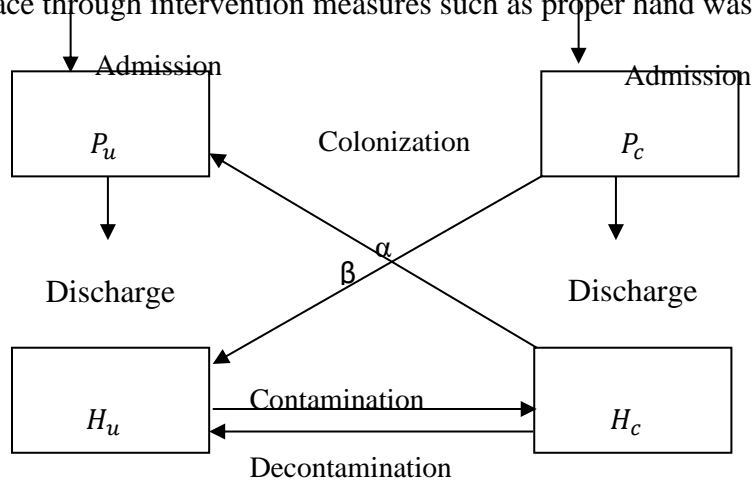 ace through intervention measures such as proper hand was
Admission
Admission
P_u
Colonization
P_c
α
β
Discharge
Discharge
Contamination
H_u
H_c
Decontamination